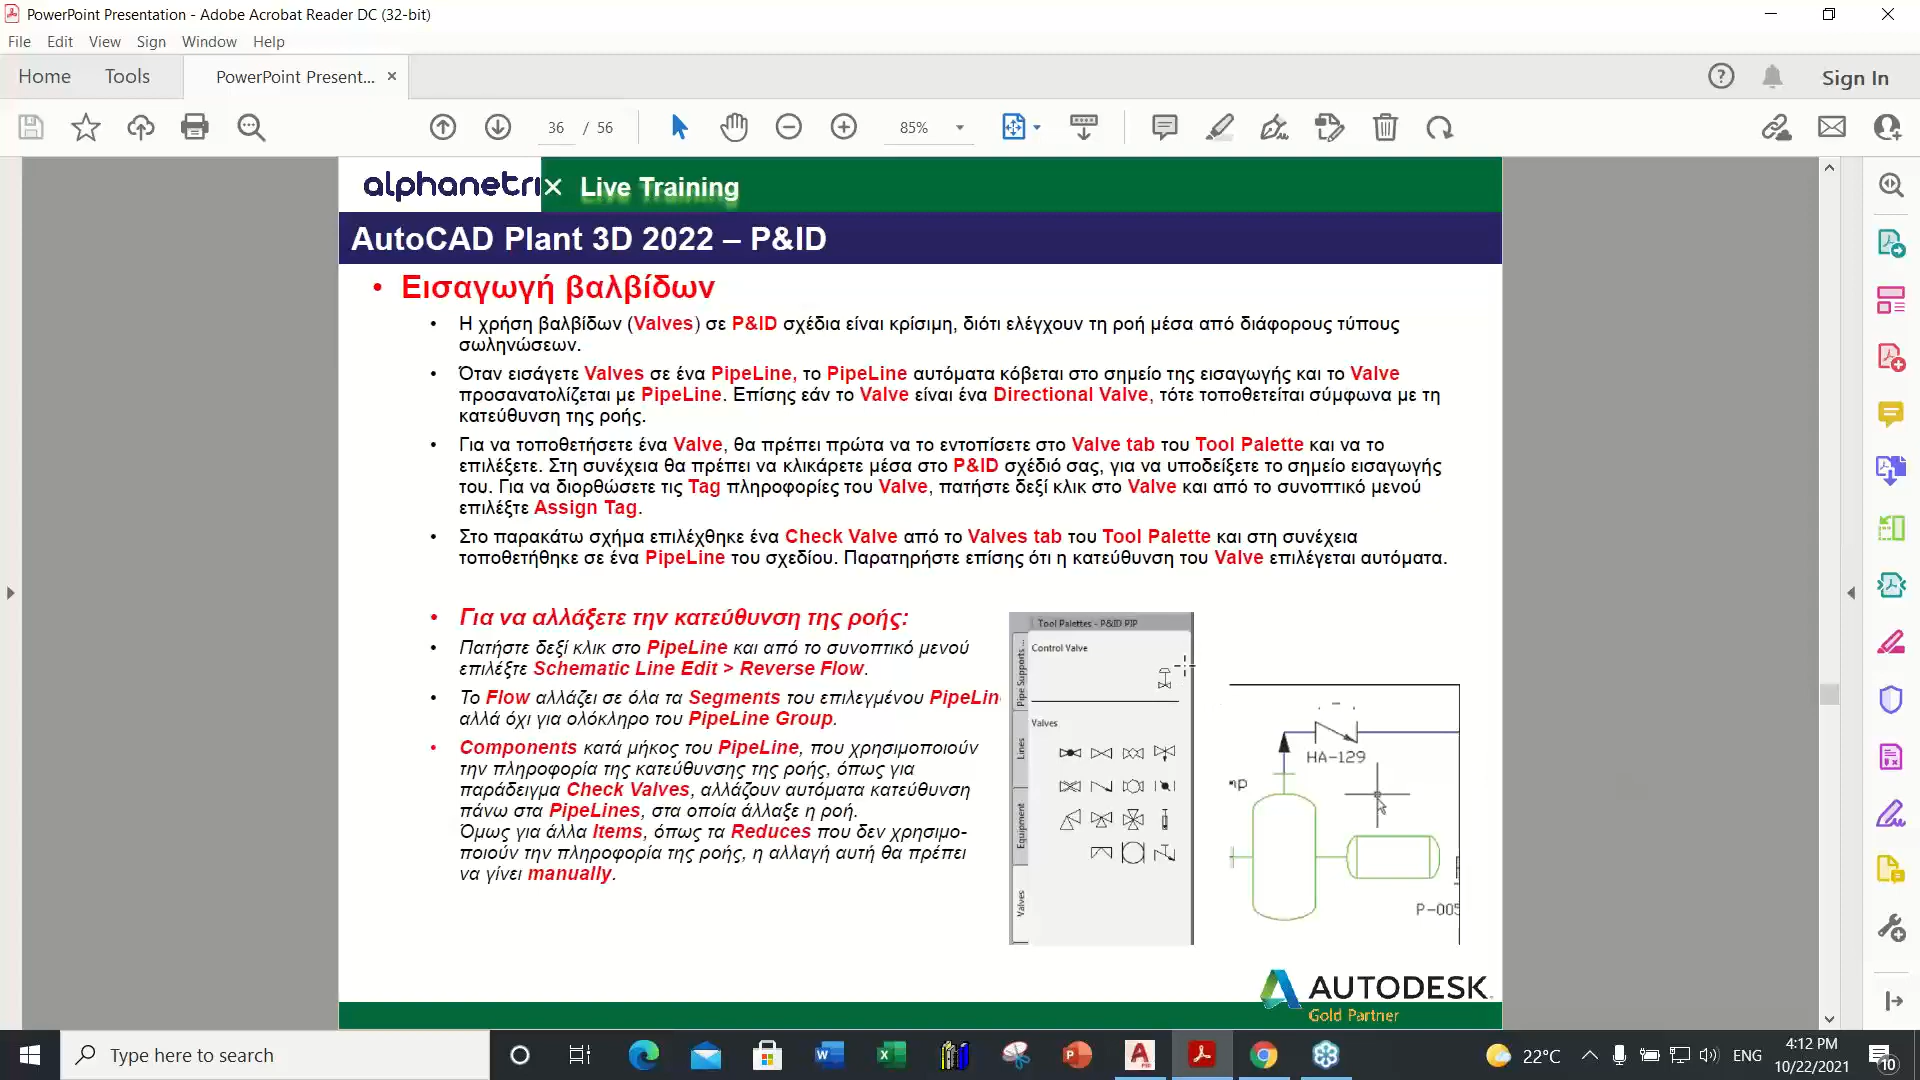 PowerPoint Presentation - Adobe Acrobat Reader DC (32-bit)
File Edit View Sign Window Help
Home Tools PowerPoint Present... × Sign In
36 / 56 85%
alphanetri× Live Training
AutoCAD Plant 3D 2022 – P&ID
• Εισαγωγή βαλβίδων
• Η χρήση βαλβίδων (Valves) σε P&ID σχέδια είναι κρίσιμη, διότι ελέγχουν τη ροή μέσα από διάφορους τύπους
σωληνώσεων.
• Όταν εισάγετε Valves σε ένα PipeLine, το PipeLine αυτόματα κόβεται στο σημείο της εισαγωγής και το Valve
προσανατολίζεται με PipeLine. Επίσης εάν το Valve είναι ένα Directional Valve, τότε τοποθετείται σύμφωνα με τη
κατεύθυνση της ροής.
• Για να τοποθετήσετε ένα Valve, θα πρέπει πρώτα να το εντοπίσετε στο Valve tab του Tool Palette και να το
επιλέξετε. Στη συνέχεια θα πρέπει να κλικάρετε μέσα στο P&ID σχέδιό σας, για να υποδείξετε το σημείο εισαγωγής
του. Για να διορθώσετε τις Tag πληροφορίες του Valve, πατήστε δεξί κλικ στο Valve και από το συνοπτικό μενού
επιλέξτε Assign Tag.
• Στο παρακάτω σχήμα επιλέχθηκε ένα Check Valve από το Valves tab του Tool Palette και στη συνέχεια
τοποθετήθηκε σε ένα PipeLine του σχεδίου. Παρατηρήστε επίσης ότι η κατεύθυνση του Valve επιλέγεται αυτόματα.
• Για να αλλάξετε την κατεύθυνση της ροής:
• Πατήστε δεξί κλικ στο PipeLine και από το συνοπτικό μενού
επιλέξτε Schematic Line Edit > Reverse Flow.
• Το Flow αλλάζει σε όλα τα Segments του επιλεγμένου PipeLin
αλλά όχι για ολόκληρο του PipeLine Group.
• Components κατά μήκος του PipeLine, που χρησιμοποιούν
την πληροφορία της κατεύθυνσης της ροής, όπως για
παράδειγμα Check Valves, αλλάζουν αυτόματα κατεύθυνση
πάνω στα PipeLines, στα οποία άλλαξε η ροή.
Όμως για άλλα Items, όπως τα Reduces που δεν χρησιμο-
ποιούν την πληροφορία της ροής, η αλλαγή αυτή θα πρέπει
να γίνει manually.
Tool Palettes - P&ID PIP
Control Valve
Valves
Pipe Supports ...
Lines
Equipment
Valves
HA-129
P-005
AUTODESK
Gold Partner
Type here to search
22°C ENG
4:12 PM
10/22/2021
10